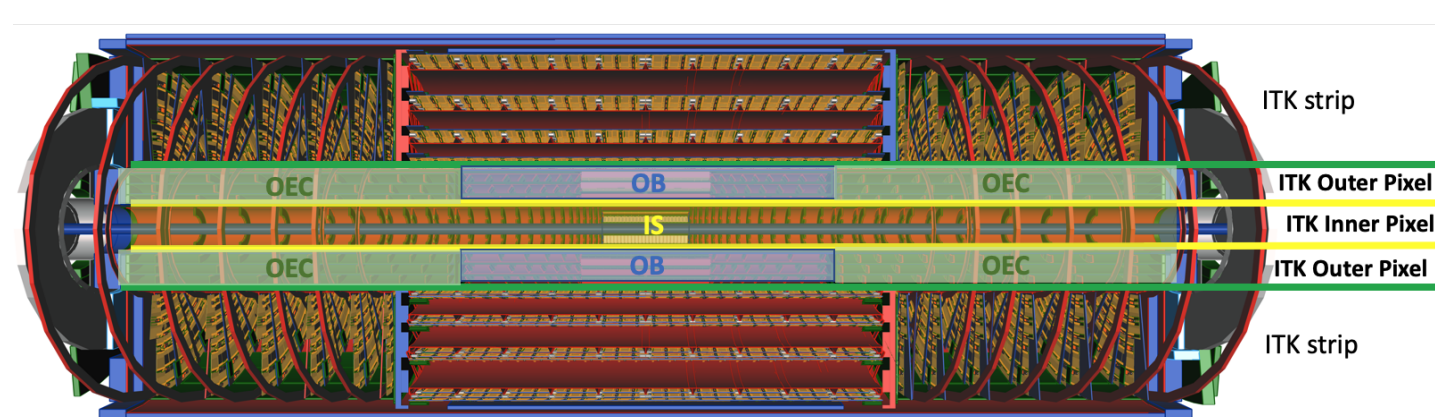 ITK strip
OEC OB OEC
ITK Outer Pixel
IS
ITK Inner Pixel
OEC OB OEC
ITK Outer Pixel
ITK strip